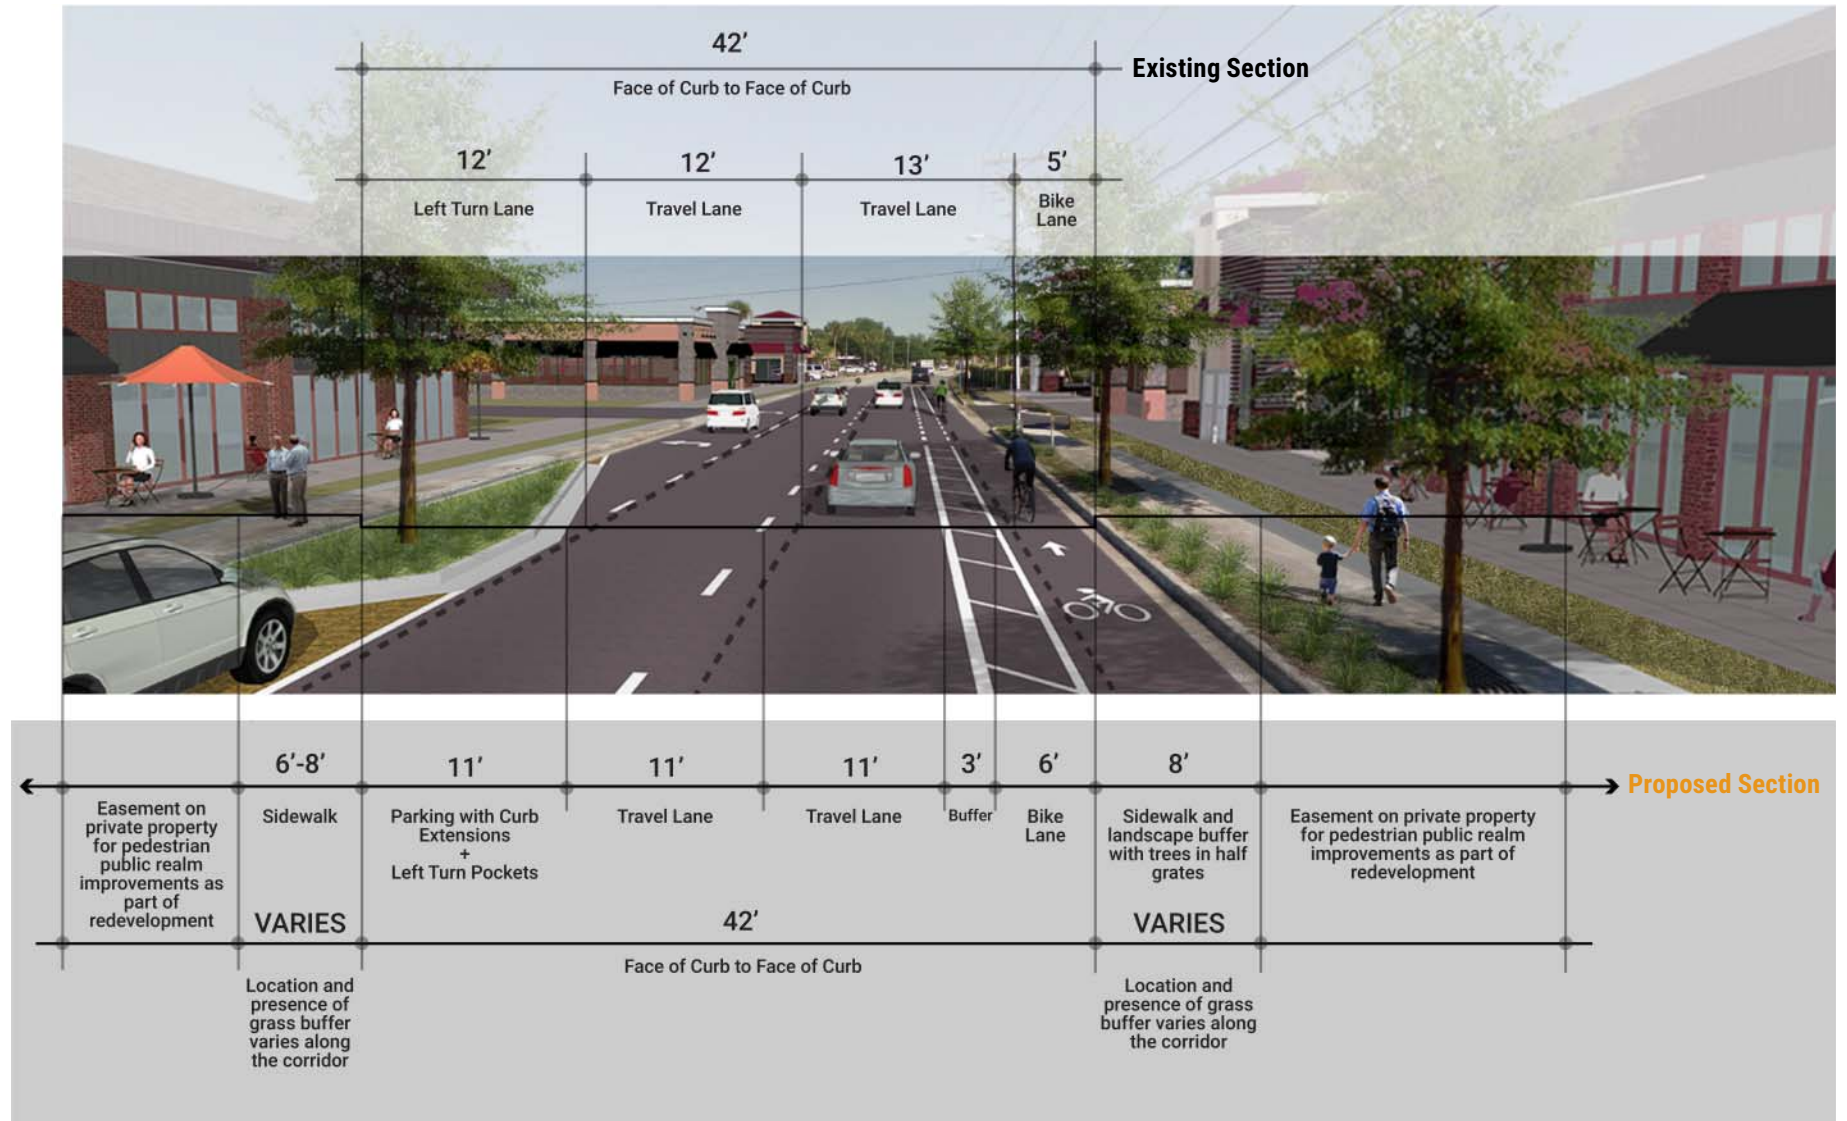 42’
Existing Section
Face of Curb to Face of Curb
12’
12’
13’
5’
Left Turn Lane
Travel Lane
Travel Lane
Bike
Lane
6’-8’
11’
11’
11’
3’
6’
8’
Proposed Section
Easement on
private property
for pedestrian
public realm
improvements as
part of
redevelopment
Sidewalk
Parking with Curb
Extensions
+
Left Turn Pockets
Travel Lane
Travel Lane
Buffer
Bike
Lane
Sidewalk and
landscape buffer
with trees in half
grates
Easement on private property
for pedestrian public realm
improvements as part of
redevelopment
VARIES
42’
VARIES
Face of Curb to Face of Curb
Location and
presence of
grass buffer
varies along
the corridor
Location and
presence of grass
buffer varies along
the corridor